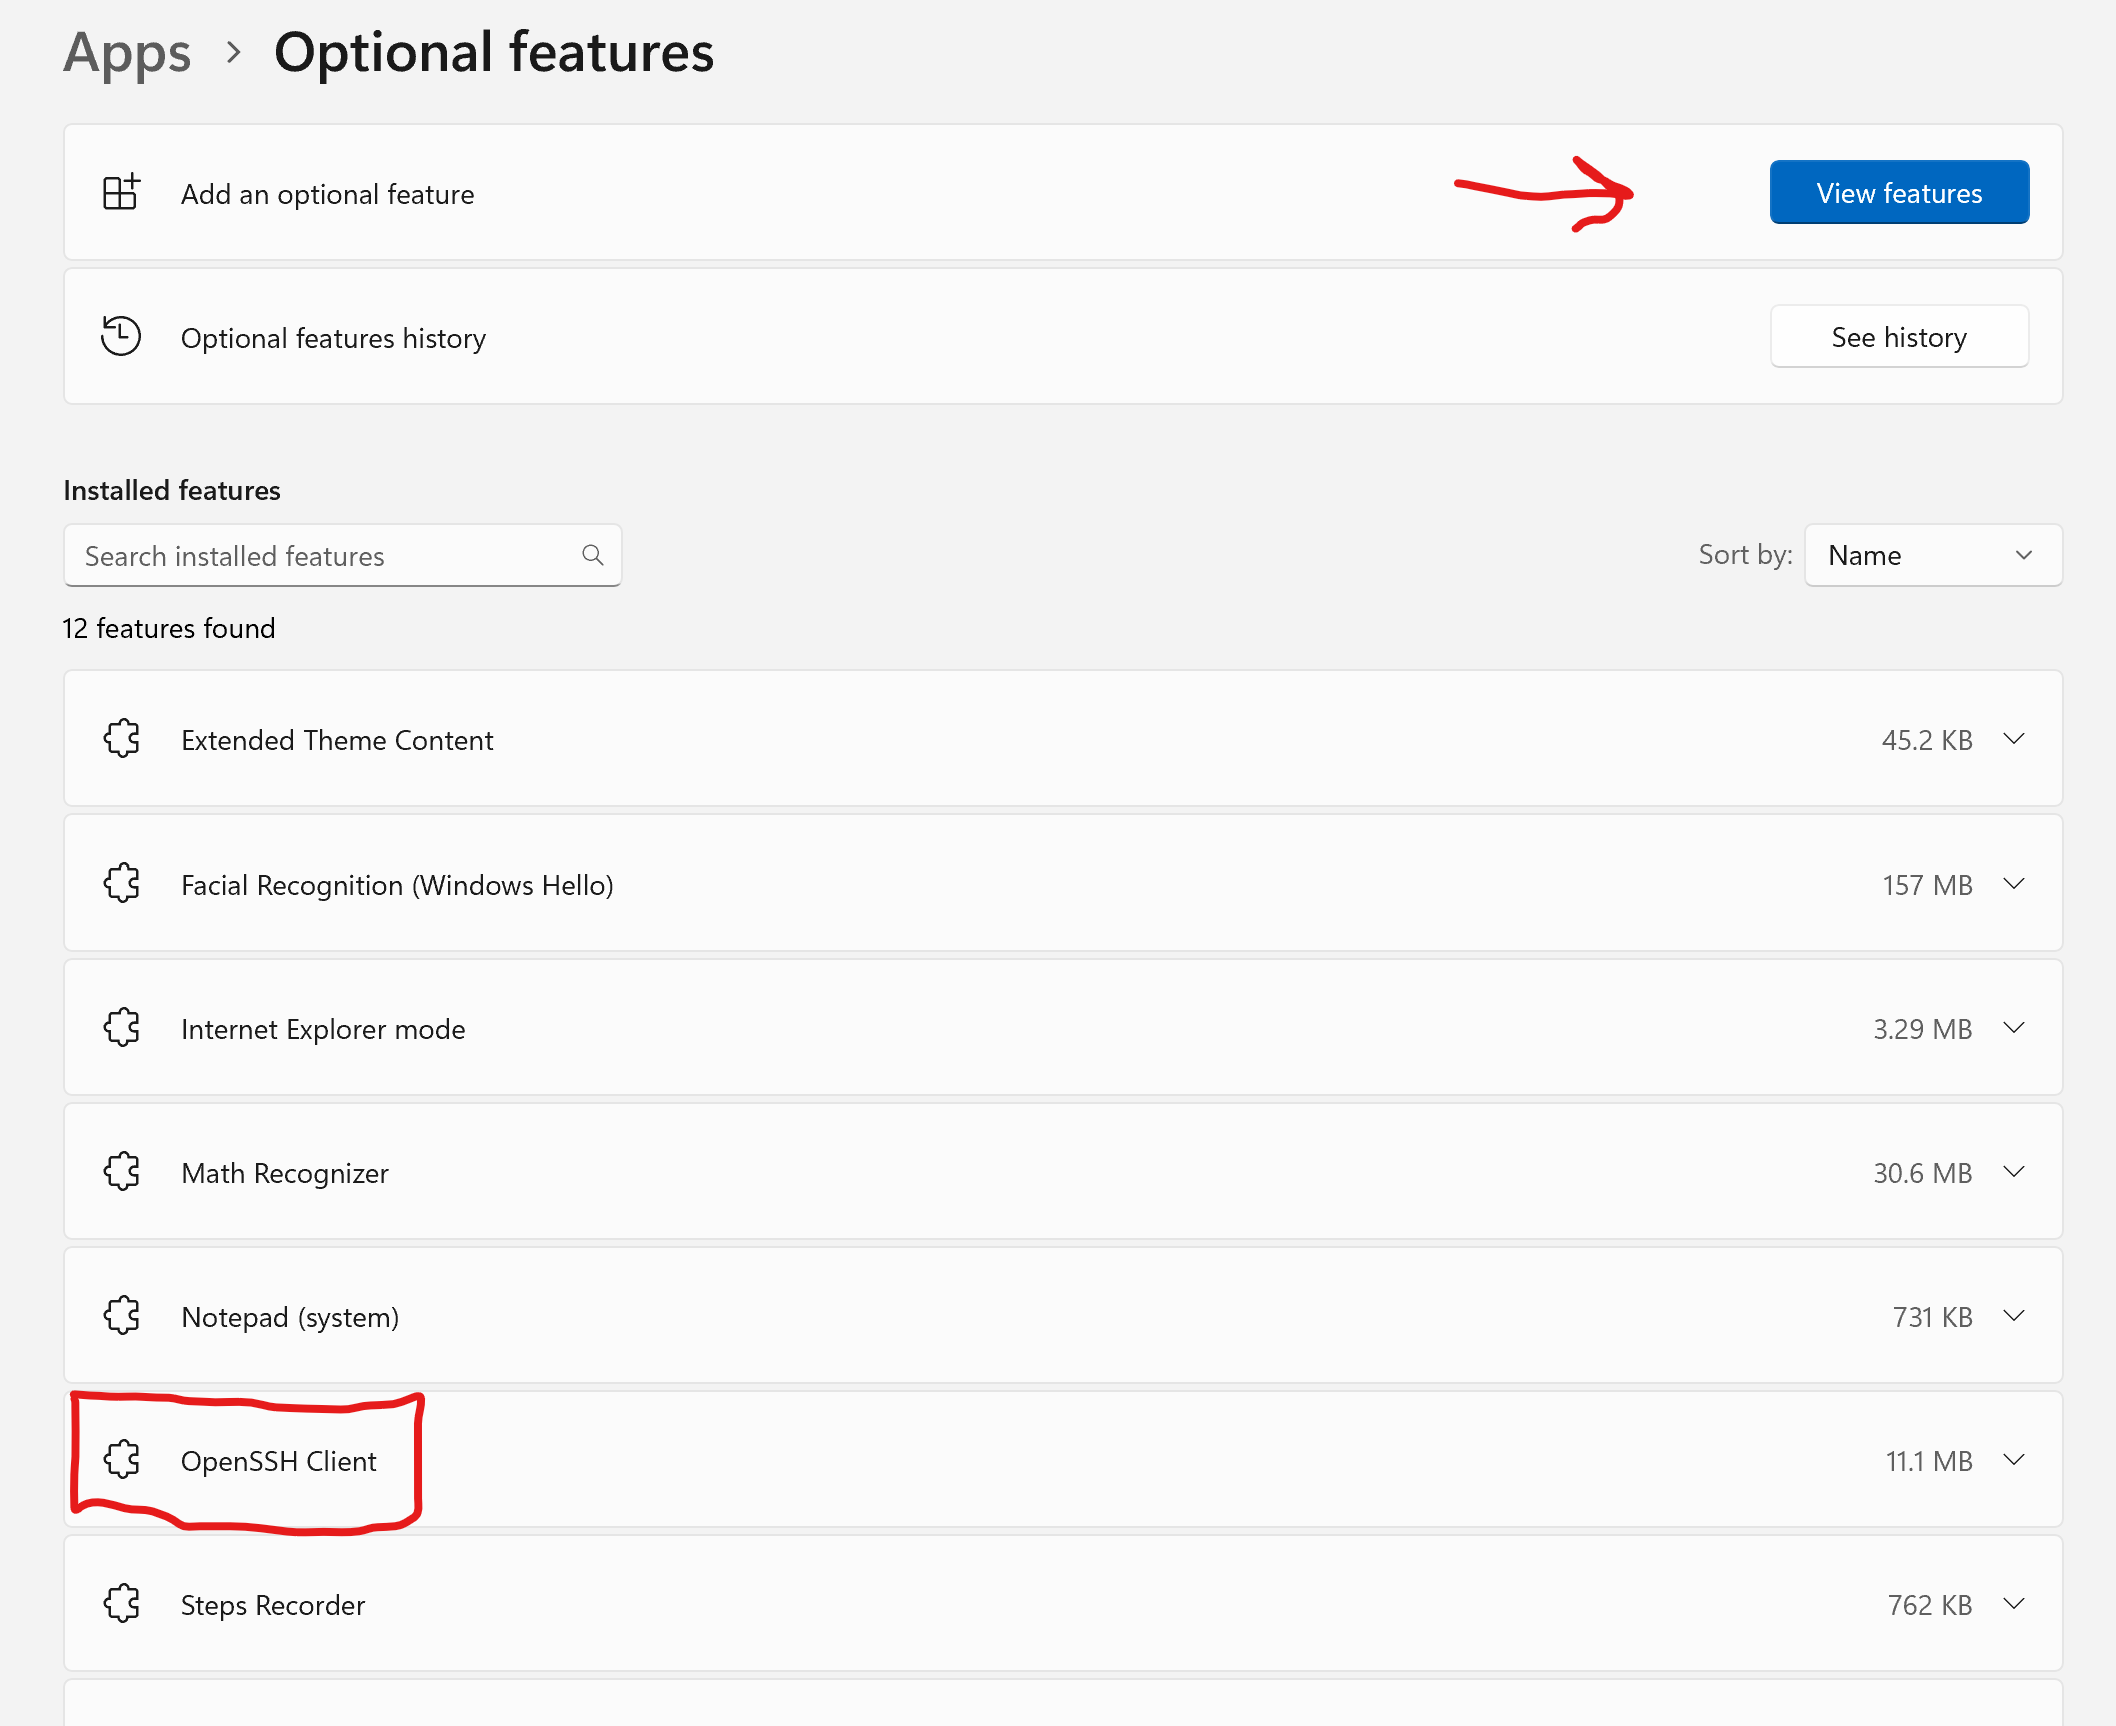 Apps > Optional features
Add an optional feature
View features
Optional features history
See history
Installed features
Search installed features
Sort by: Name
12 features found
Extended Theme Content 45.2 KB
Facial Recognition (Windows Hello) 157 MB
Internet Explorer mode 3.29 MB
Math Recognizer 30.6 MB
Notepad (system) 731 KB
OpenSSH Client 11.1 MB
Steps Recorder 762 KB